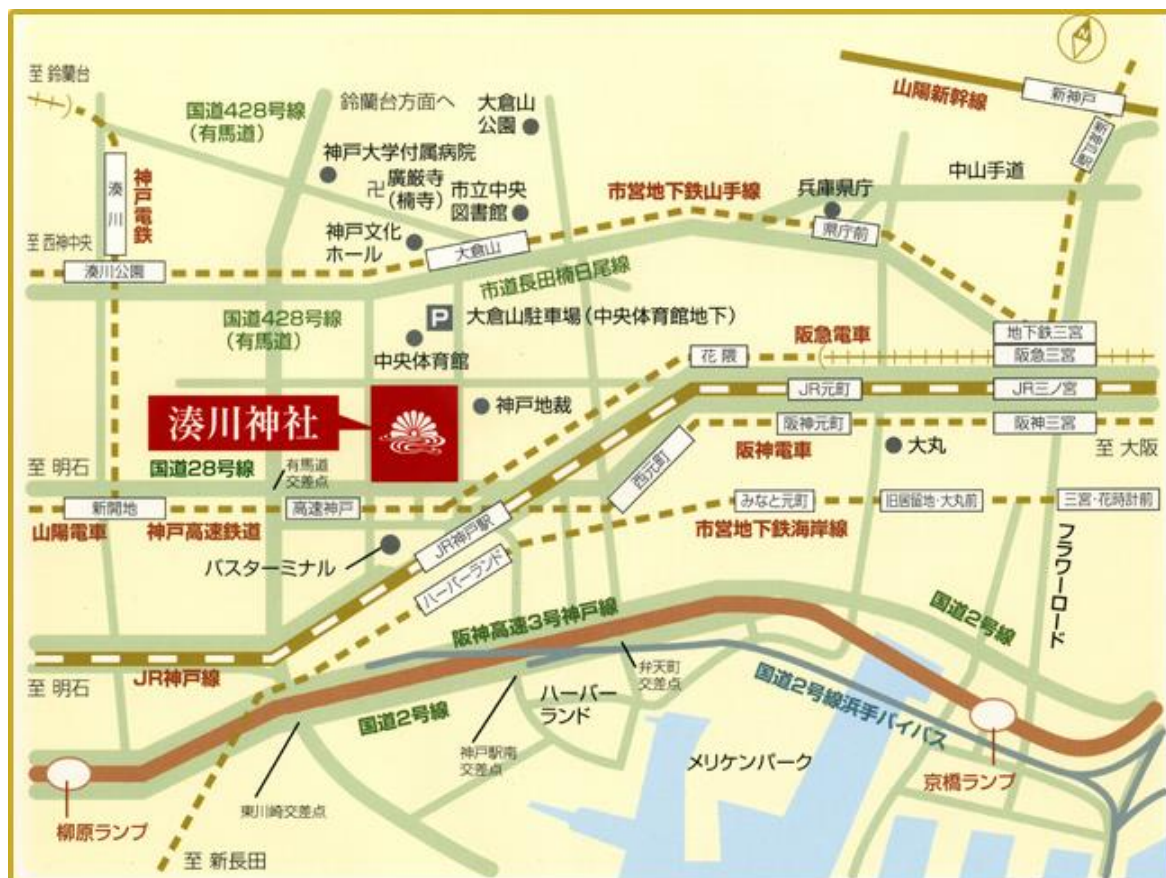 N
至 鈴蘭台
国道428号線
(有馬道)
鈴蘭台方面へ
大倉山
公園
山陽新幹線
新神戸
新神戸駅
神戸大学付属病院
卍 廣厳寺
(楠寺)
市立中央
図書館
市営地下鉄山手線
兵庫県庁
中山手道
湊川
神戸電鉄
至 西神中央
神戸文化
ホール
大倉山
県庁前
湊川公園
市道長田楠日尾線
国道428号線
(有馬道)
P 大倉山駐車場(中央体育館地下)
中央体育館
花隈
阪急電車
地下鉄三宮
阪急三宮
JR元町
JR三ノ宮
湊川神社
神戸地裁
阪神元町
阪神三宮
阪神電車
大丸
至 大阪
至 明石
国道28号線
有馬道
交差点
西元町
新開地
高速神戸
みなと元町
旧居留地・大丸前
三宮・花時計前
山陽電車
神戸高速鉄道
JR神戸駅
市営地下鉄海岸線
バスターミナル
ハーバーランド
フラワーロード
阪神高速3号神戸線
国道2号線
JR神戸線
至 明石
国道2号線
ハーバー
ランド
弁天町
交差点
国道2号線浜手バイパス
神戸駅南
交差点
メリケンパーク
京橋ランプ
東川崎交差点
柳原ランプ
至 新長田